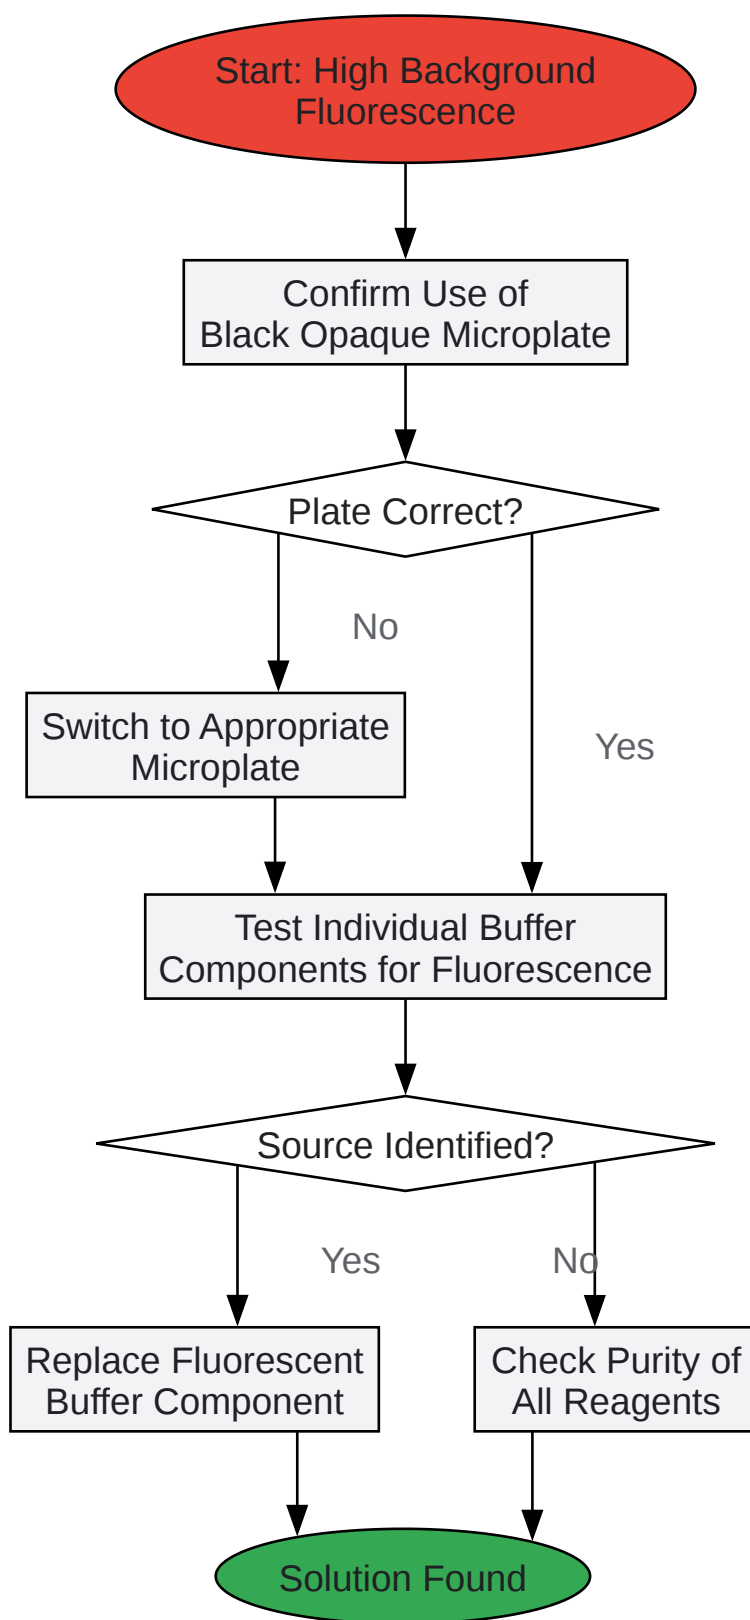 Start: High Background
Fluorescence
Confirm Use of
Black Opaque Microplate
Plate Correct?
No
Switch to Appropriate
Microplate
Yes
Test Individual Buffer
Components for Fluorescence
Source Identified?
Yes
No
Replace Fluorescent
Buffer Component
Check Purity of
All Reagents
Solution Found